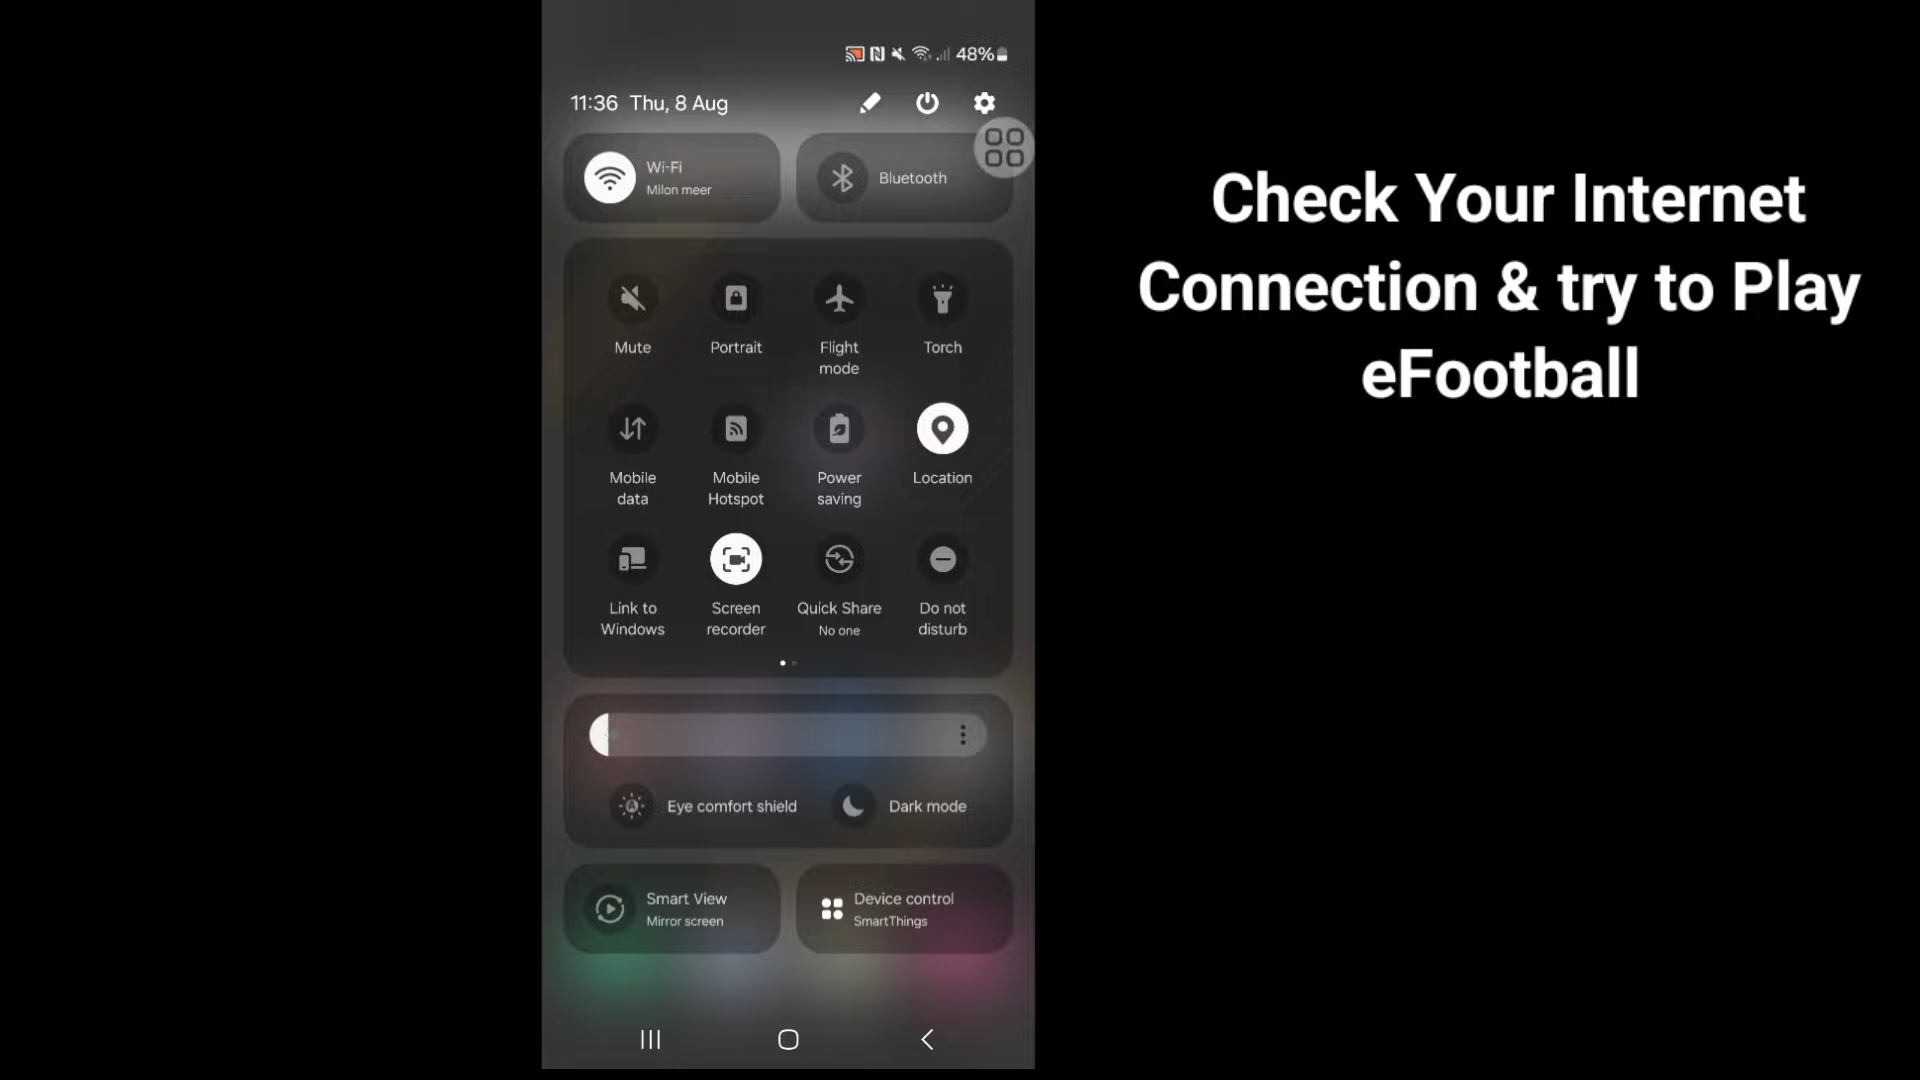 48%
11:36 Thu, 8 Aug
Wi-Fi
Milon meer
Bluetooth
Mute
Portrait
Flight
mode
Torch
Mobile
data
Mobile
Hotspot
Power
saving
Location
Link to
Windows
Screen
recorder
Quick Share
No one
Do not
disturb
Eye comfort shield
Dark mode
Smart View
Mirror screen
Device control
SmartThings
Check Your Internet
Connection & try to Play
eFootball